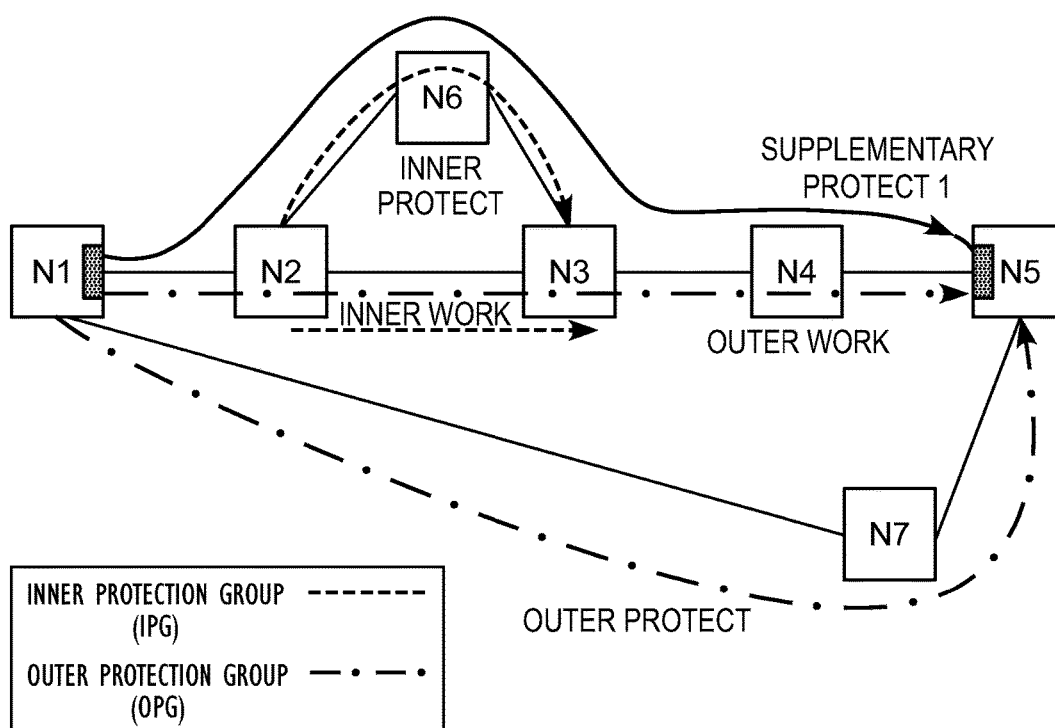 N6
INNER
PROTECT
SUPPLEMENTARY
PROTECT 1
N1
N2
N3
N4
N5
INNER WORK
OUTER WORK
N7
OUTER PROTECT
INNER PROTECTION GROUP
(IPG)
OUTER PROTECTION GROUP
(OPG)